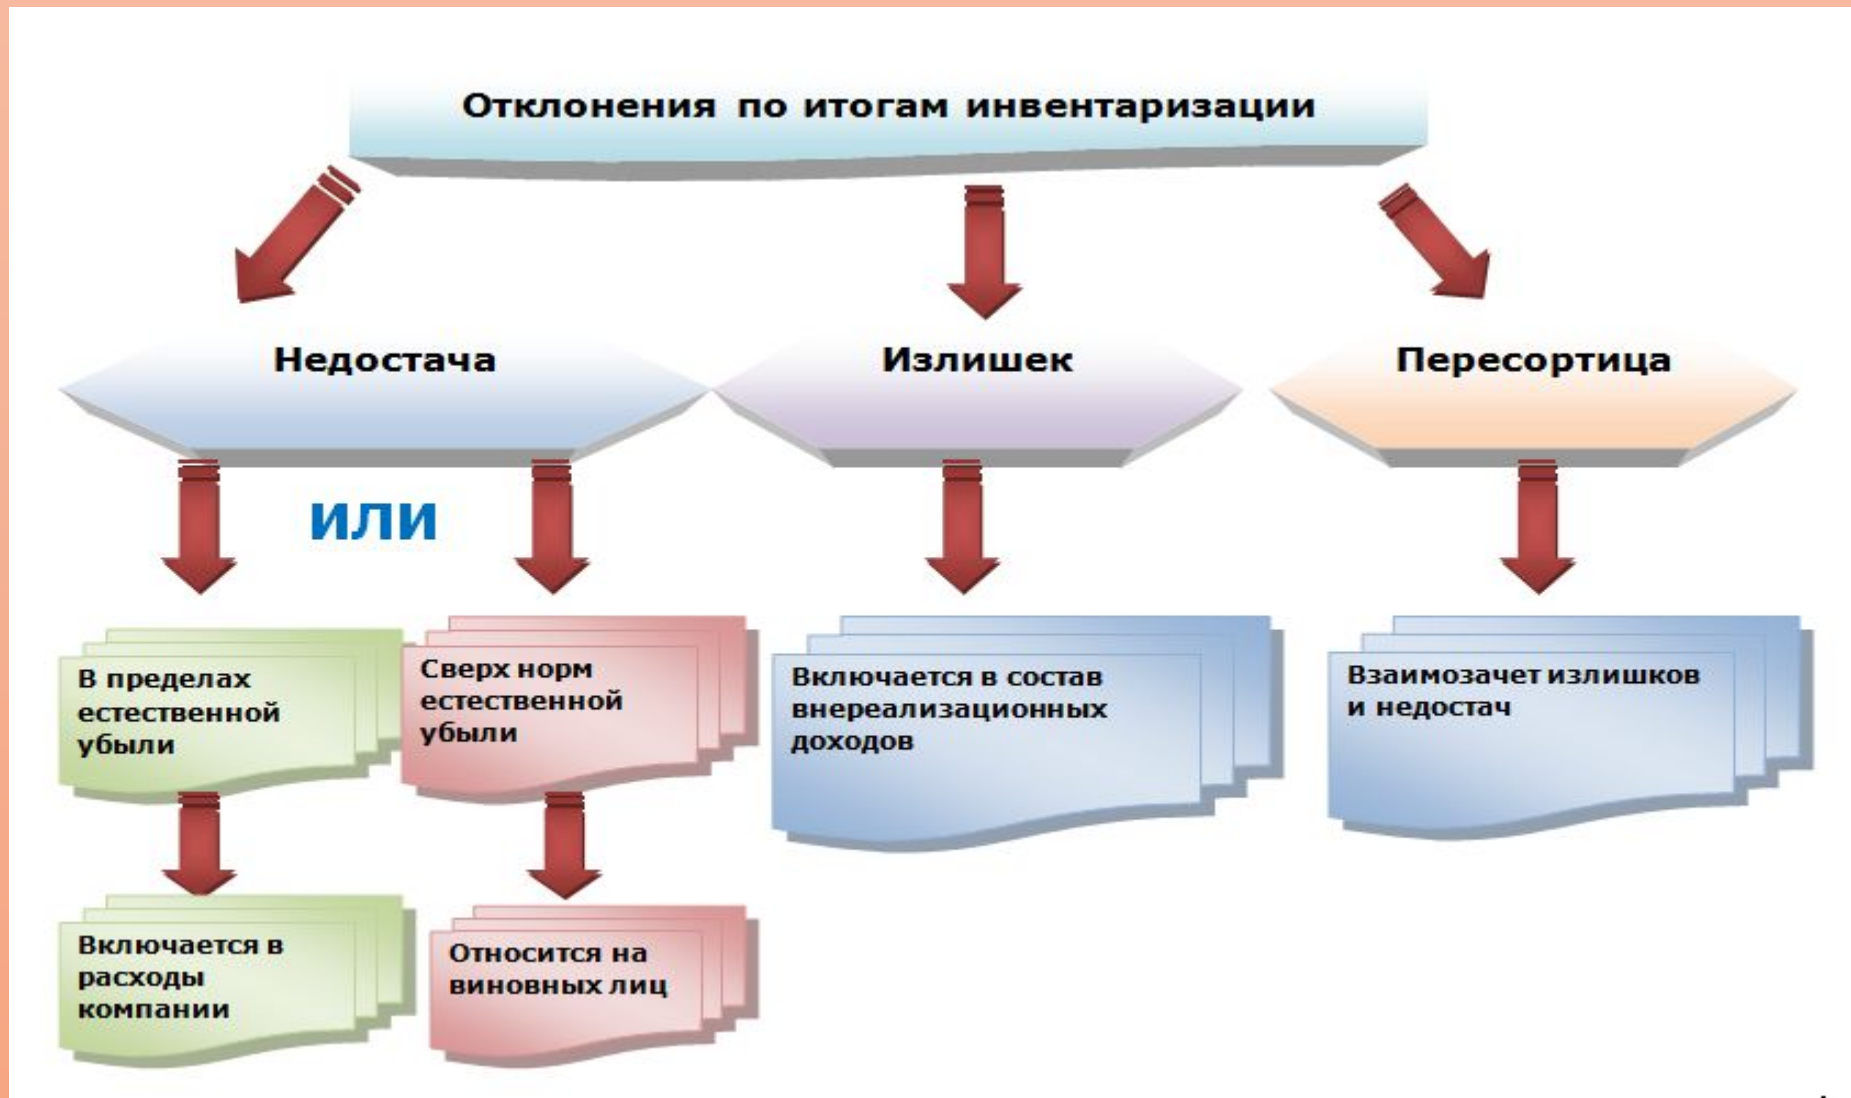 Отклонения по итогам инвентаризации
Недостача
Излишек
Пересортица
ИЛИ
В пределах
естественной
убыли
Сверх норм
естественной
убыли
Включается в состав
внереализационных
доходов
Взаимозачет излишков
и недостач
Включается в
расходы
компании
Относится на
виновных лиц